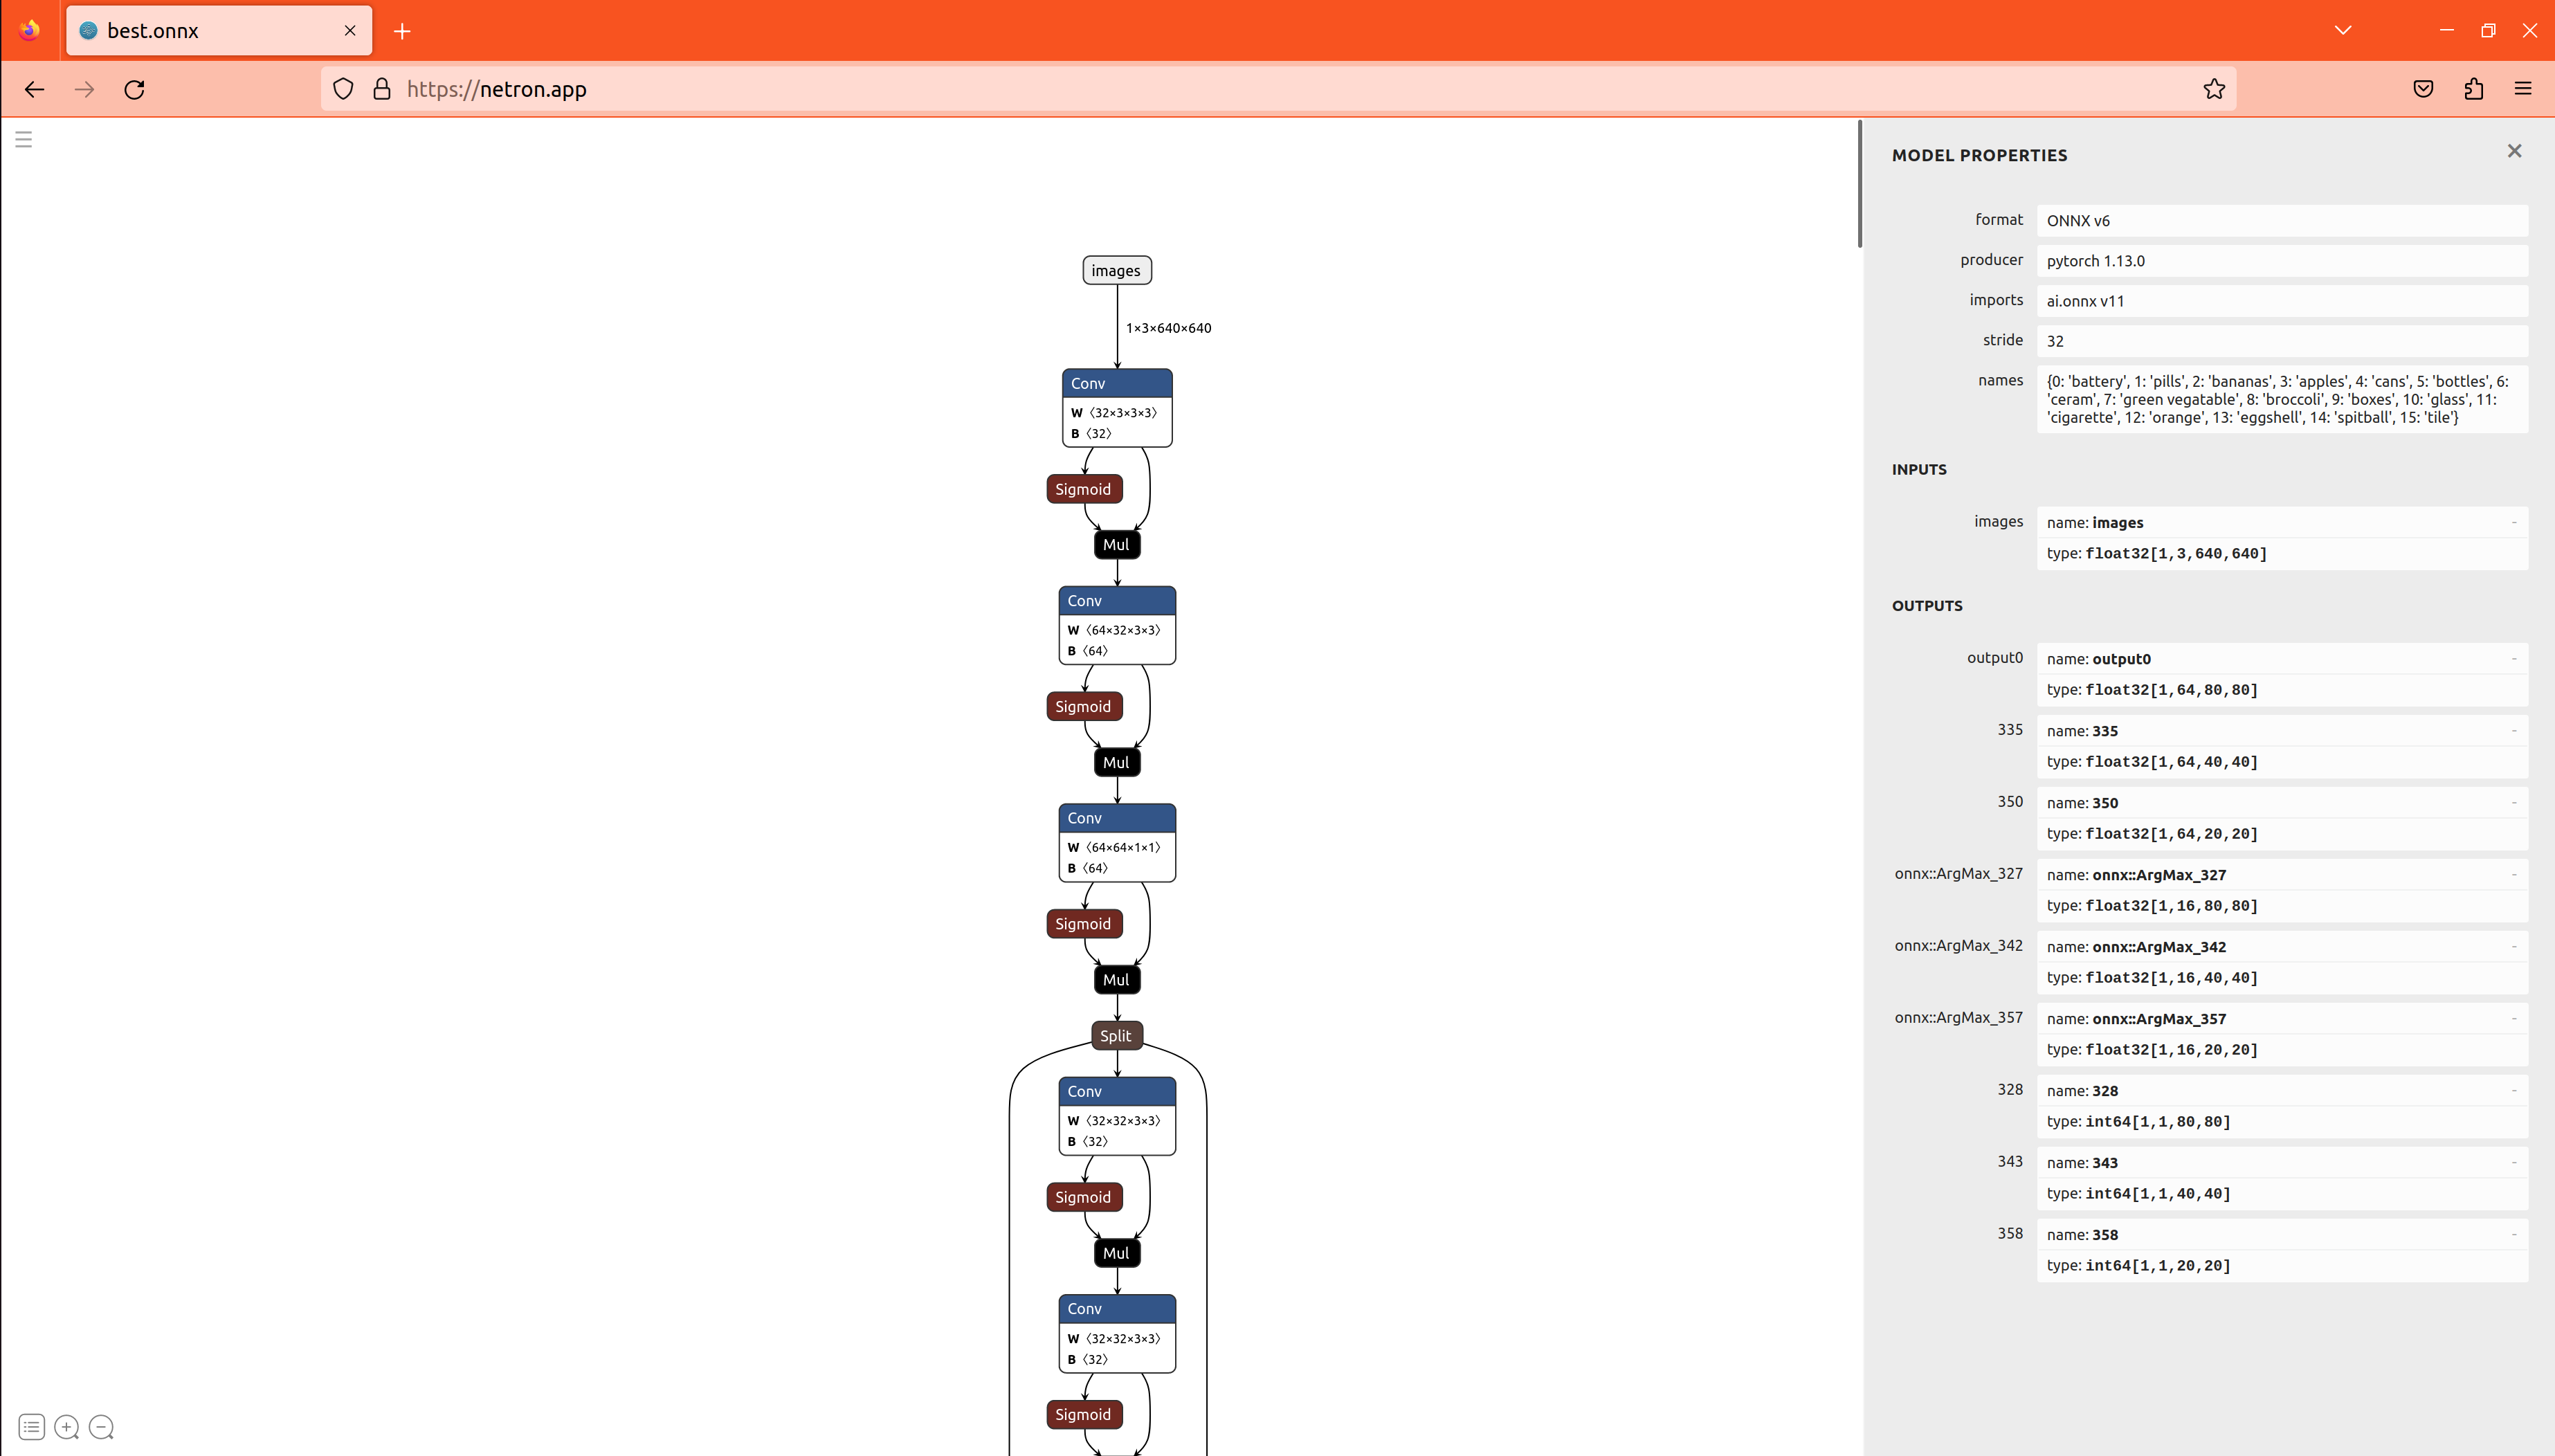 best.onnx
https://netron.app
images
1×3×640×640
Conv
W 〈32×3×3×3〉
B 〈32〉
Sigmoid
Mul
Conv
W 〈64×32×3×3〉
B 〈64〉
Sigmoid
Mul
Conv
W 〈64×64×1×1〉
B 〈64〉
Sigmoid
Mul
Split
Conv
W 〈32×32×3×3〉
B 〈32〉
Sigmoid
Mul
Conv
W 〈32×32×3×3〉
B 〈32〉
Sigmoid
MODEL PROPERTIES
format ONNX v6
producer pytorch 1.13.0
imports ai.onnx v11
stride 32
names {0: 'battery', 1: 'pills', 2: 'bananas', 3: 'apples', 4: 'cans', 5: 'bottles', 6:
'ceram', 7: 'green vegatable', 8: 'broccoli', 9: 'boxes', 10: 'glass', 11:
'cigarette', 12: 'orange', 13: 'eggshell', 14: 'spitball', 15: 'tile'}
INPUTS
images name: images -
type: float32[1,3,640,640]
OUTPUTS
output0 name: output0 -
type: float32[1,64,80,80]
335 name: 335 -
type: float32[1,64,40,40]
350 name: 350 -
type: float32[1,64,20,20]
onnx::ArgMax_327 name: onnx::ArgMax_327 -
type: float32[1,16,80,80]
onnx::ArgMax_342 name: onnx::ArgMax_342 -
type: float32[1,16,40,40]
onnx::ArgMax_357 name: onnx::ArgMax_357 -
type: float32[1,16,20,20]
328 name: 328 -
type: int64[1,1,80,80]
343 name: 343 -
type: int64[1,1,40,40]
358 name: 358 -
type: int64[1,1,20,20]